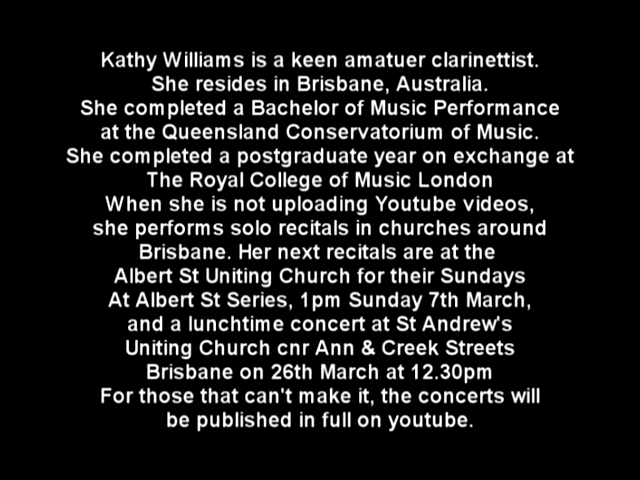 Kathy Williams is a keen amatuer clarinettist.
She resides in Brisbane, Australia.
She completed a Bachelor of Music Performance
at the Queensland Conservatorium of Music.
She completed a postgraduate year on exchange at
The Royal College of Music London
When she is not uploading Youtube videos,
she performs solo recitals in churches around
Brisbane. Her next recitals are at the
Albert St Uniting Church for their Sundays
At Albert St Series, 1pm Sunday 7th March,
and a lunchtime concert at St Andrew's
Uniting Church cnr Ann & Creek Streets
Brisbane on 26th March at 12.30pm
For those that can't make it, the concerts will
be published in full on youtube.